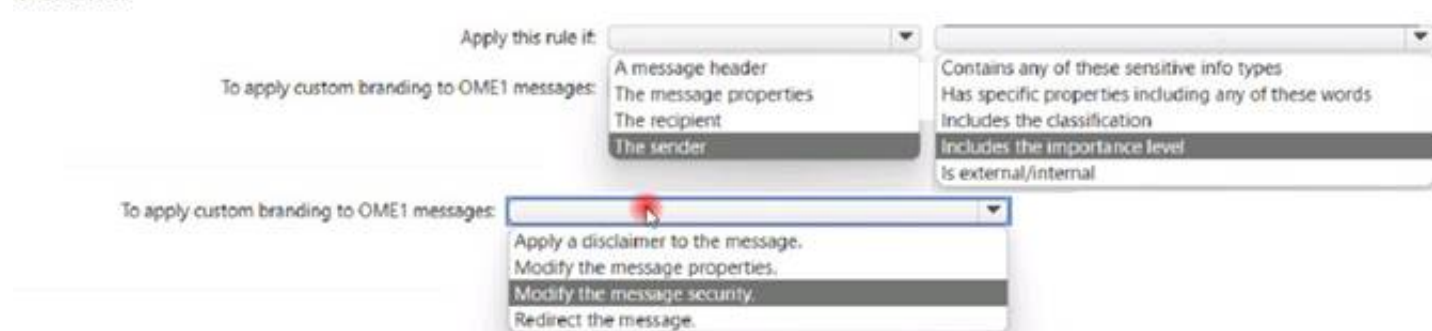 Apply this rule if:
To apply custom branding to OME1 messages:
A message header
The message properties
The recipient
The sender
Contains any of these sensitive info types
Has specific properties including any of these words
Includes the classification
Includes the importance level
Is external/internal
To apply custom branding to OME1 messages:
Apply a disclaimer to the message.
Modify the message properties.
Modify the message security.
Redirect the message.